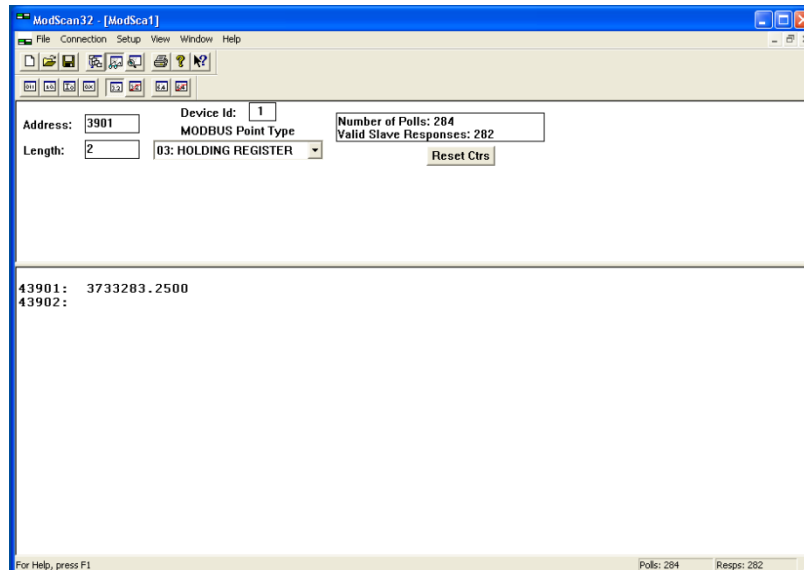 ModScan32 - [ModSca1]
File Connection Setup View Window Help
Address: 3901
Device Id: 1
MODBUS Point Type
Length: 2
03: HOLDING REGISTER
Number of Polls: 284
Valid Slave Responses: 282
Reset Ctrs
43901: 3733283.2500
43902:
For Help, press F1
Polls: 284
Resps: 282